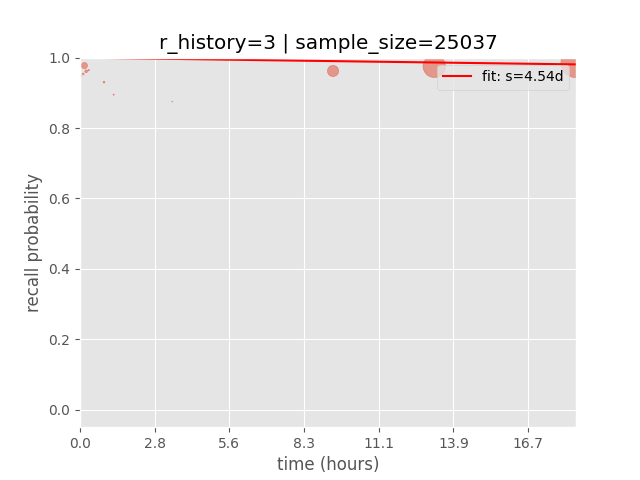 r_history=3 | sample_size=25037
fit: s=4.54d
recall probability
1.0
0.8
0.6
0.4
0.2
0.0
0.0 2.8 5.6 8.3 11.1 13.9 16.7
time (hours)